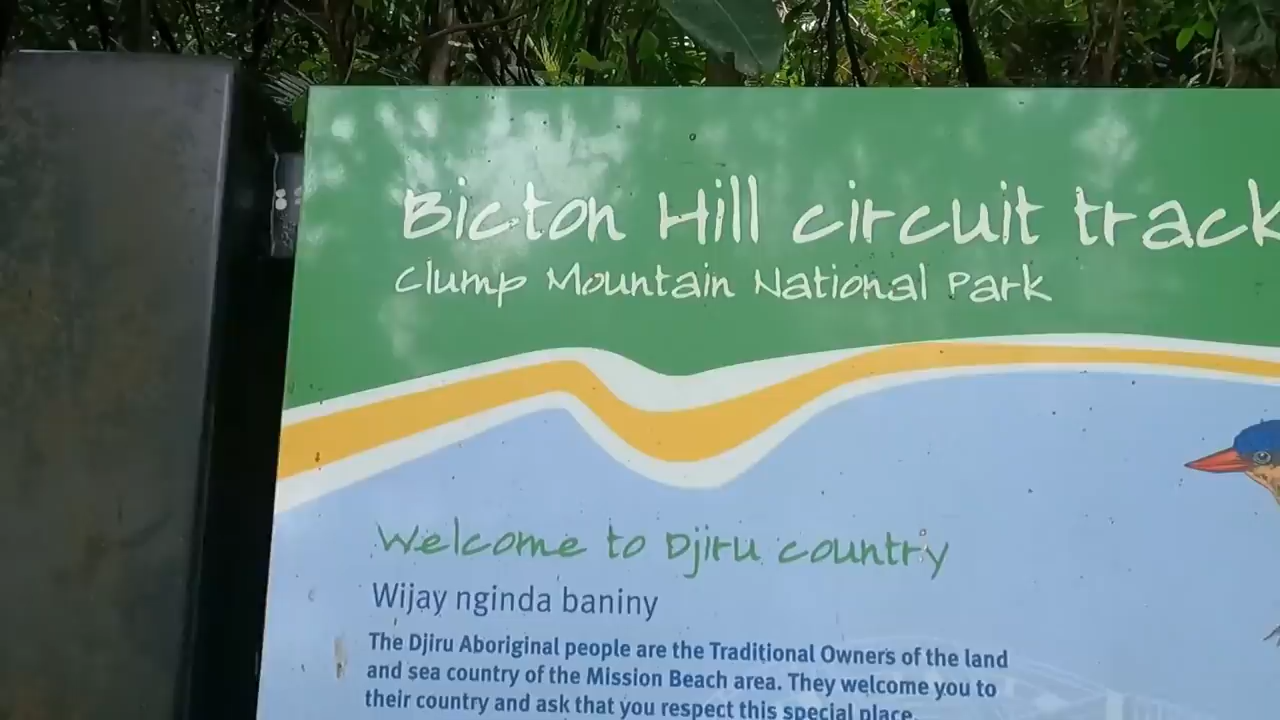 Bicton Hill circuit track
Clump Mountain National Park
Welcome to Djiru country
Wijay nginda baniny
The Djiru Aboriginal people are the Traditional Owners of the land
and sea country of the Mission Beach area. They welcome you to
their country and ask that you respect this special place.